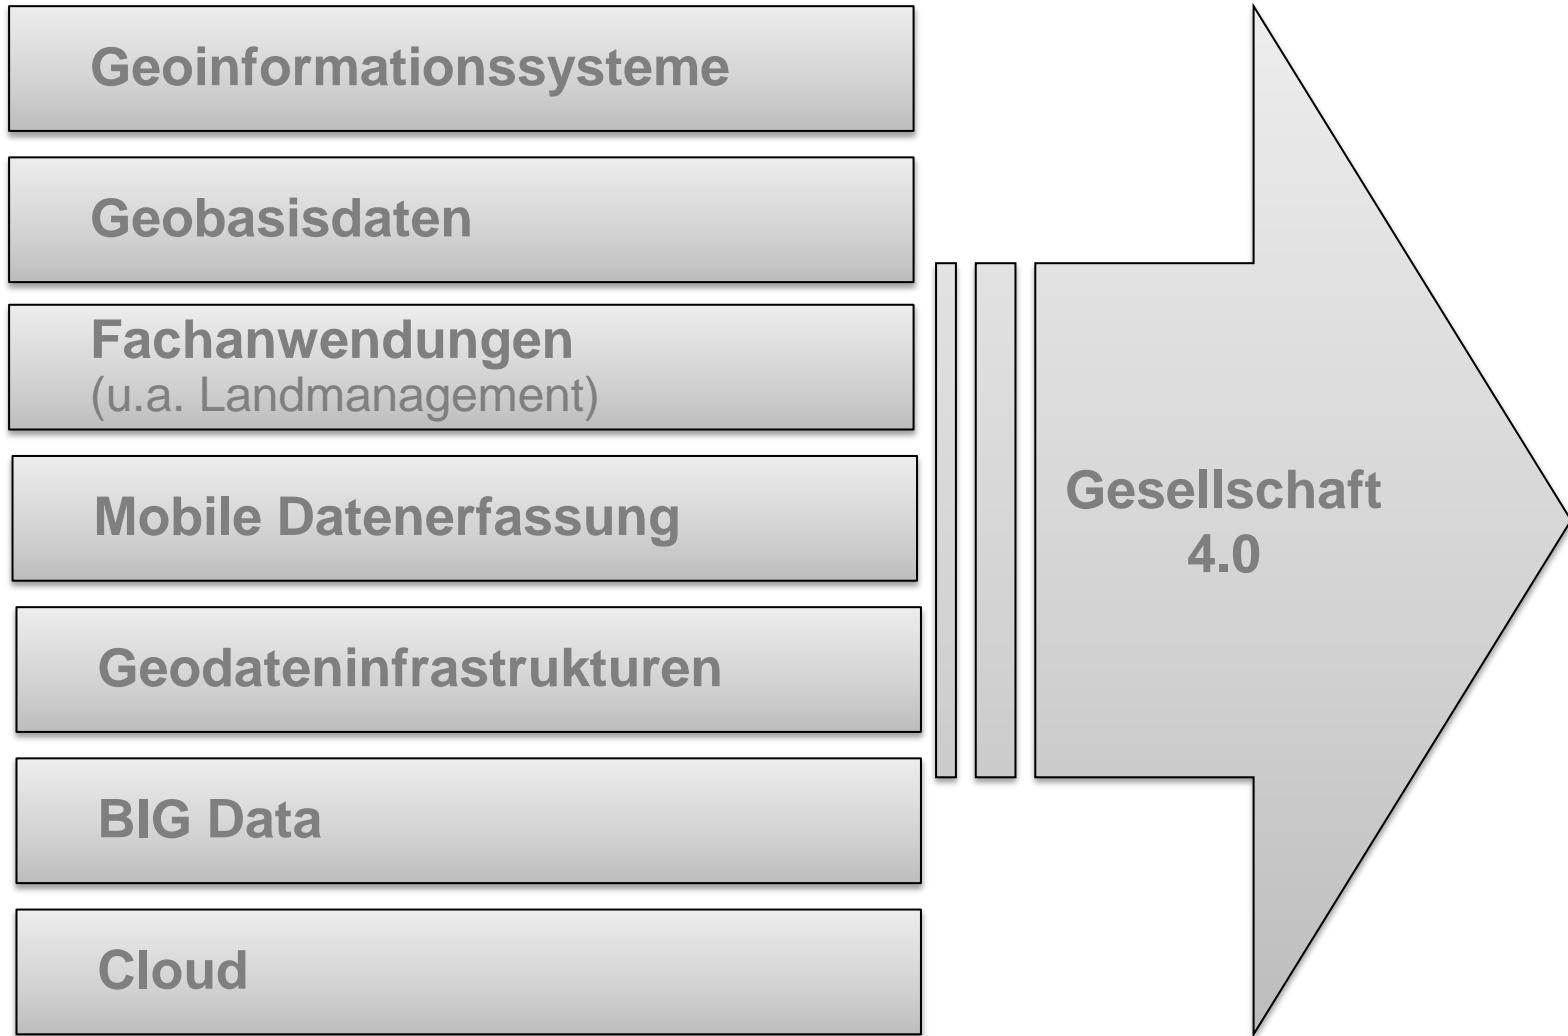 Geoinformationssysteme
Geobasisdaten
Fachanwendungen
(u.a. Landmanagement)
Mobile Datenerfassung
Geodateninfrastrukturen
BIG Data
Cloud
Gesellschaft
4.0